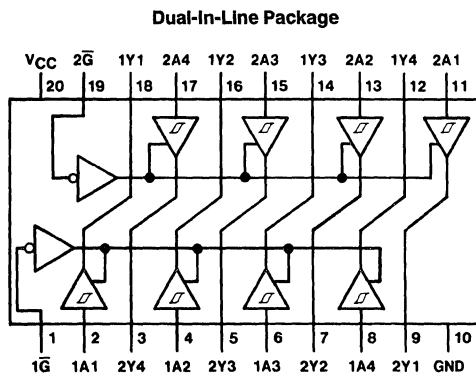 Dual-In-Line Package
VCC 2G̅ 1Y1 2A4 1Y2 2A3 1Y3 2A2 1Y4 2A1
20 19 18 17 16 15 14 13 12 11
1 2 3 4 5 6 7 8 9 10
1G̅ 1A1 2Y4 1A2 2Y3 1A3 2Y2 1A4 2Y1 GND